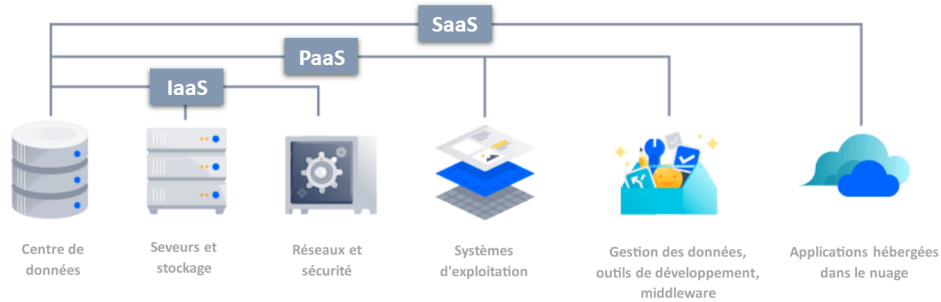 SaaS
PaaS
IaaS
Centre de
données
Seveurs et
stockage
Réseaux et
sécurité
Systèmes
d'exploitation
Gestion des données,
outils de développement,
middleware
Applications hébergées
dans le nuage